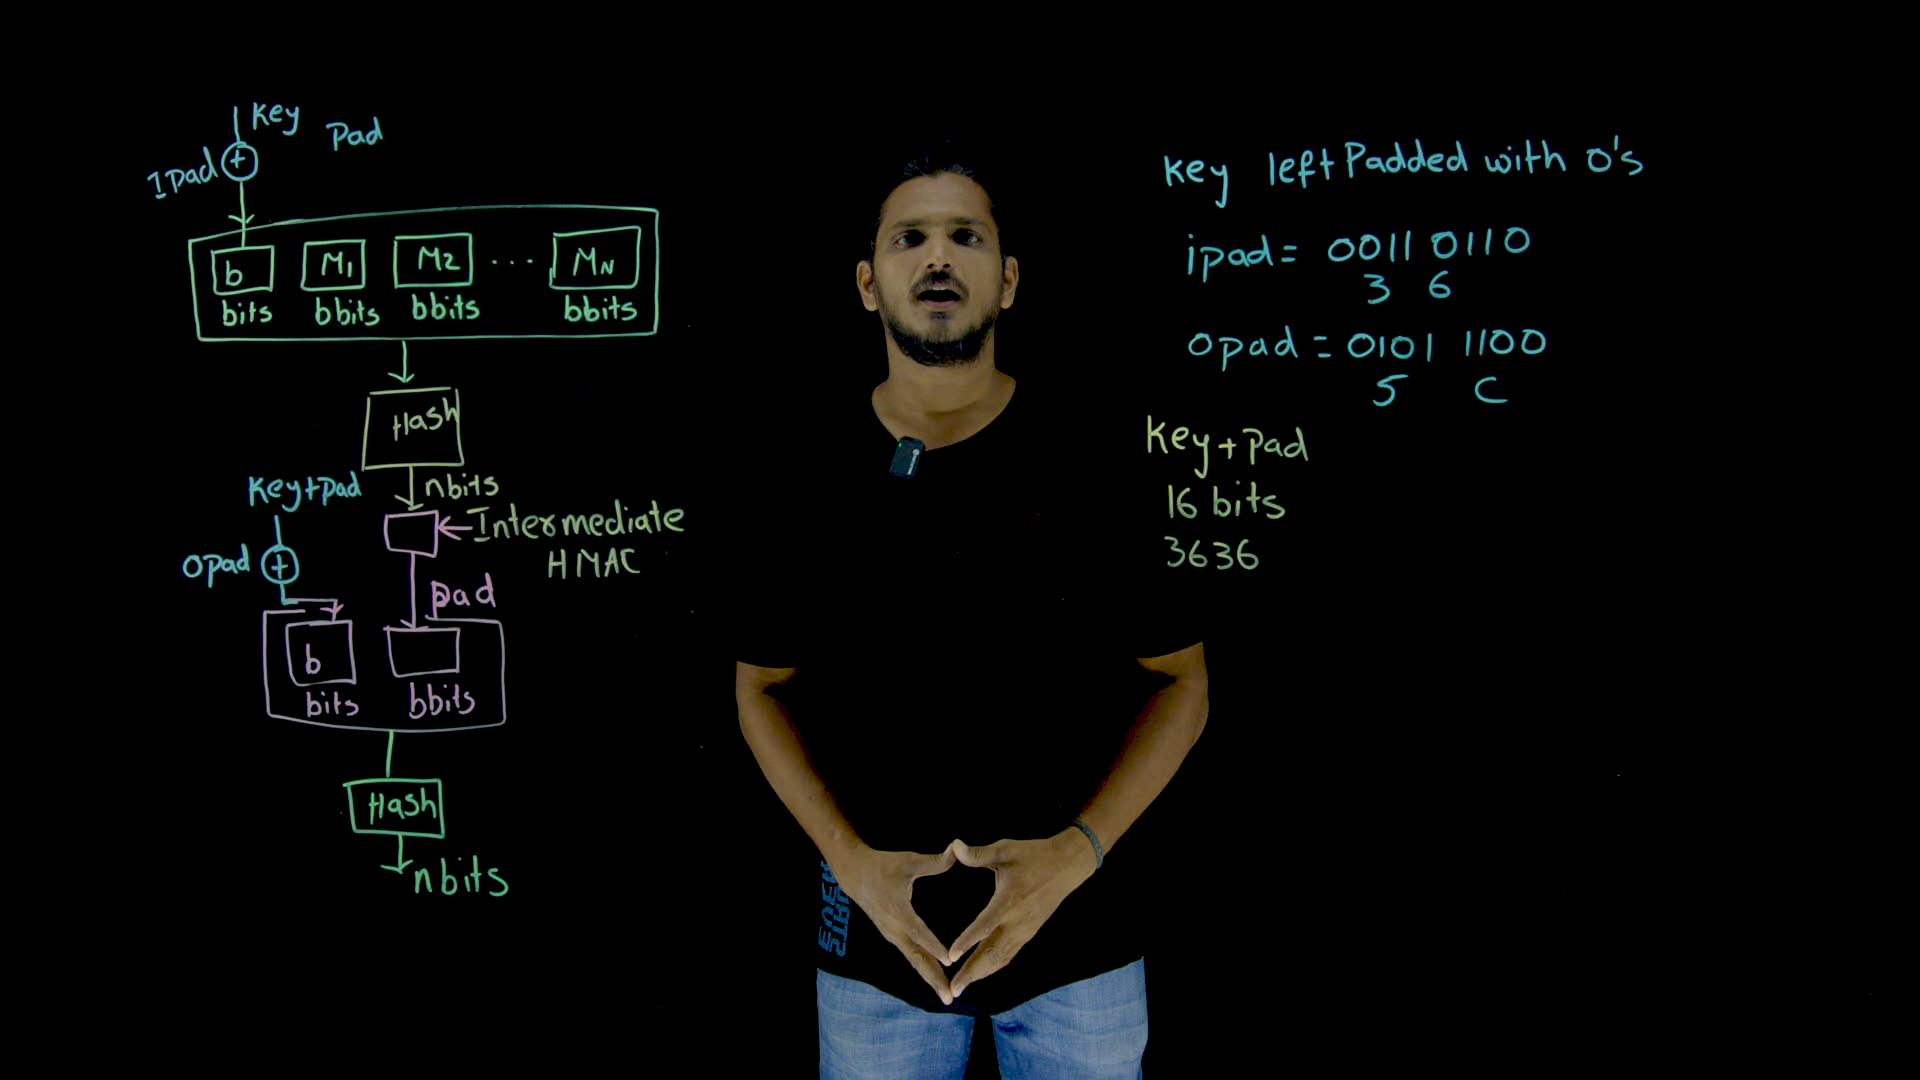 Key
Pad
Ipad +
b M1 M2 ... MN
bits bbits bbits bbits
Hash
nbits
Key+pad
Intermediate
HMAC
opad +
pad
b
bits bbits
Hash
nbits
Key left Padded with 0's
ipad = 0011 0110
3 6
opad = 0101 1100
5 C
Key+Pad
16 bits
3636